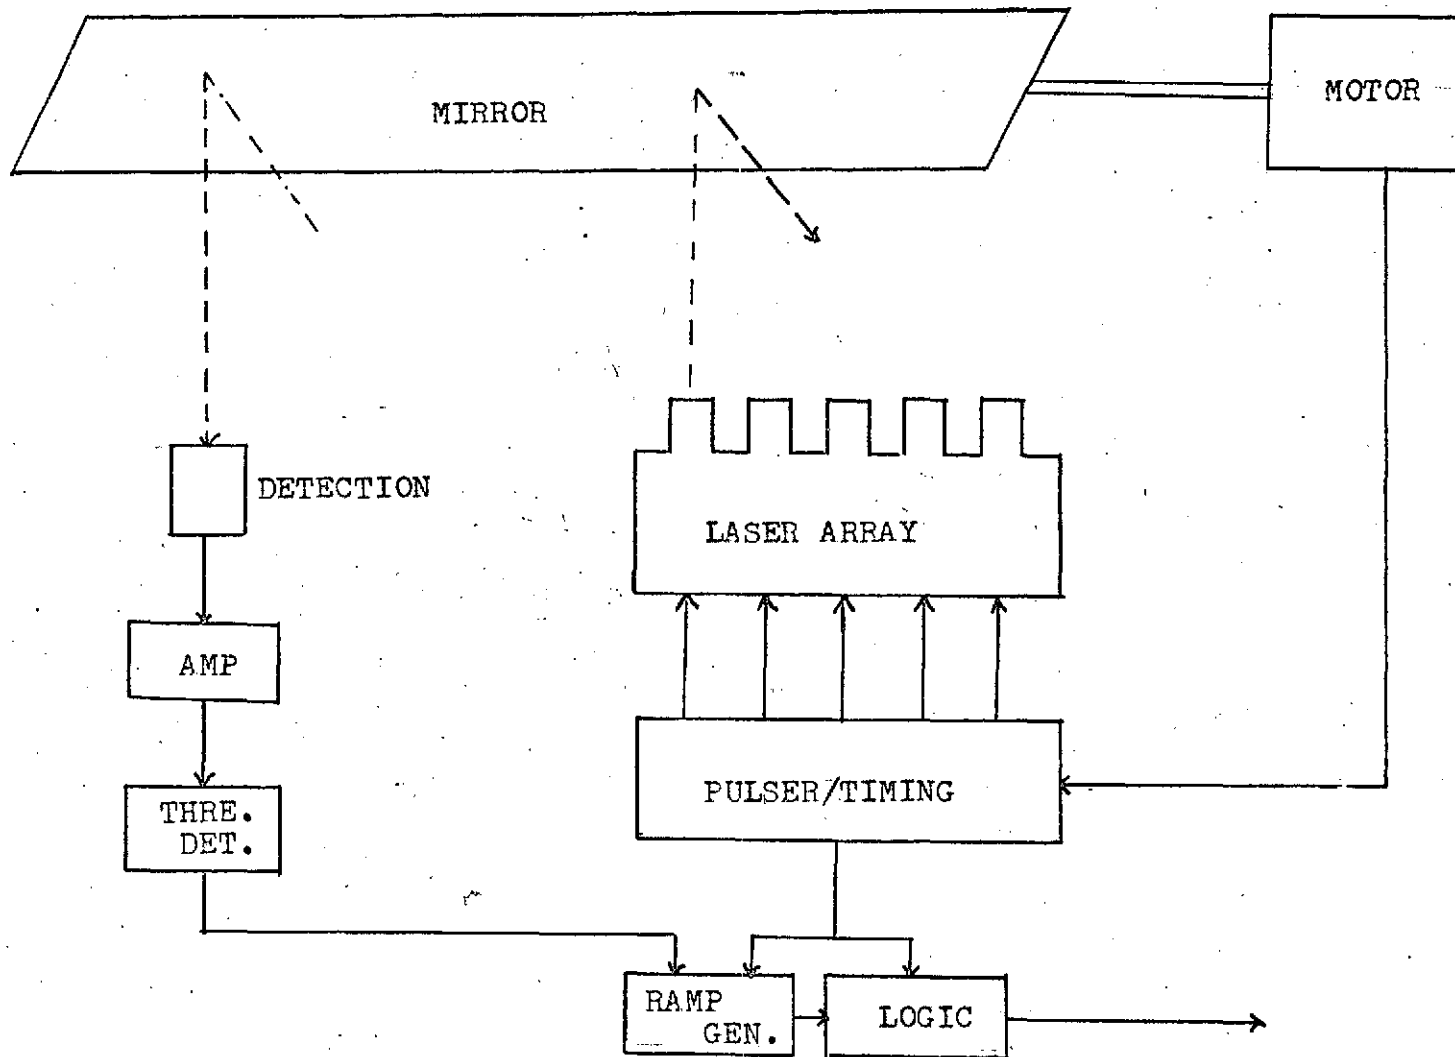 MIRROR
MOTOR
DETECTION
LASER ARRAY
AMP
PULSER/TIMING
THRE.
DET.
RAMP
GEN.
LOGIC